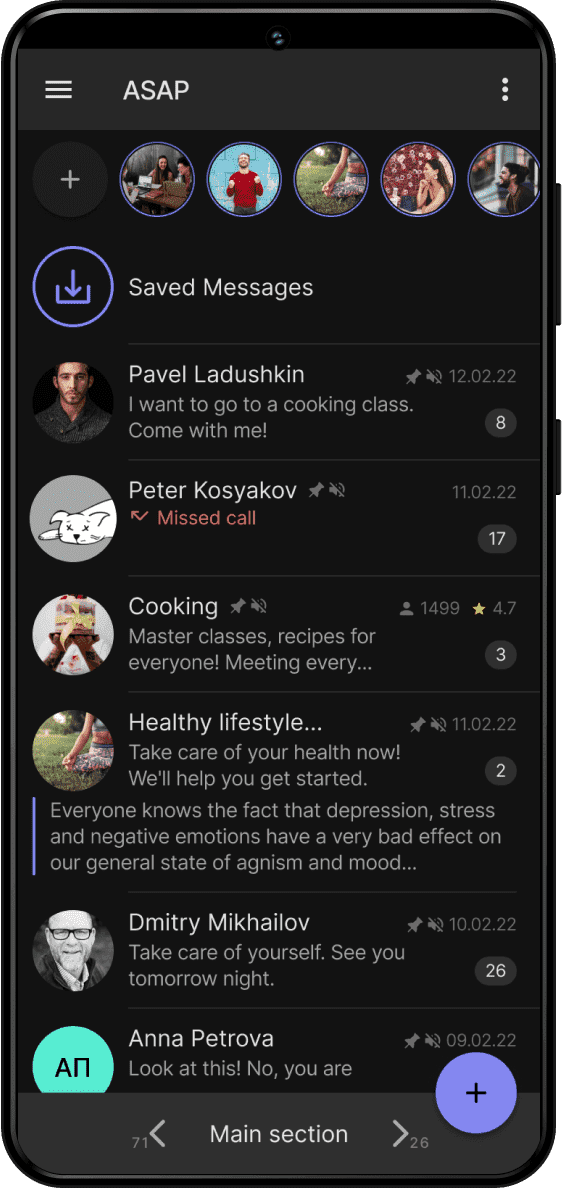 ASAP
Saved Messages
Pavel Ladushkin 12.02.22
I want to go to a cooking class.
Come with me! 8
Peter Kosyakov 11.02.22
Missed call
17
Cooking 1499 4.7
Master classes, recipes for
everyone! Meeting every... 3
Healthy lifestyle... 11.02.22
Take care of your health now!
We'll help you get started. 2
Everyone knows the fact that depression, stress
and negative emotions have a very bad effect on
our general state of agnism and mood...
Dmitry Mikhailov 10.02.22
Take care of yourself. See you
tomorrow night. 26
Anna Petrova 09.02.22
АП Look at this! No, you are
71 Main section 26